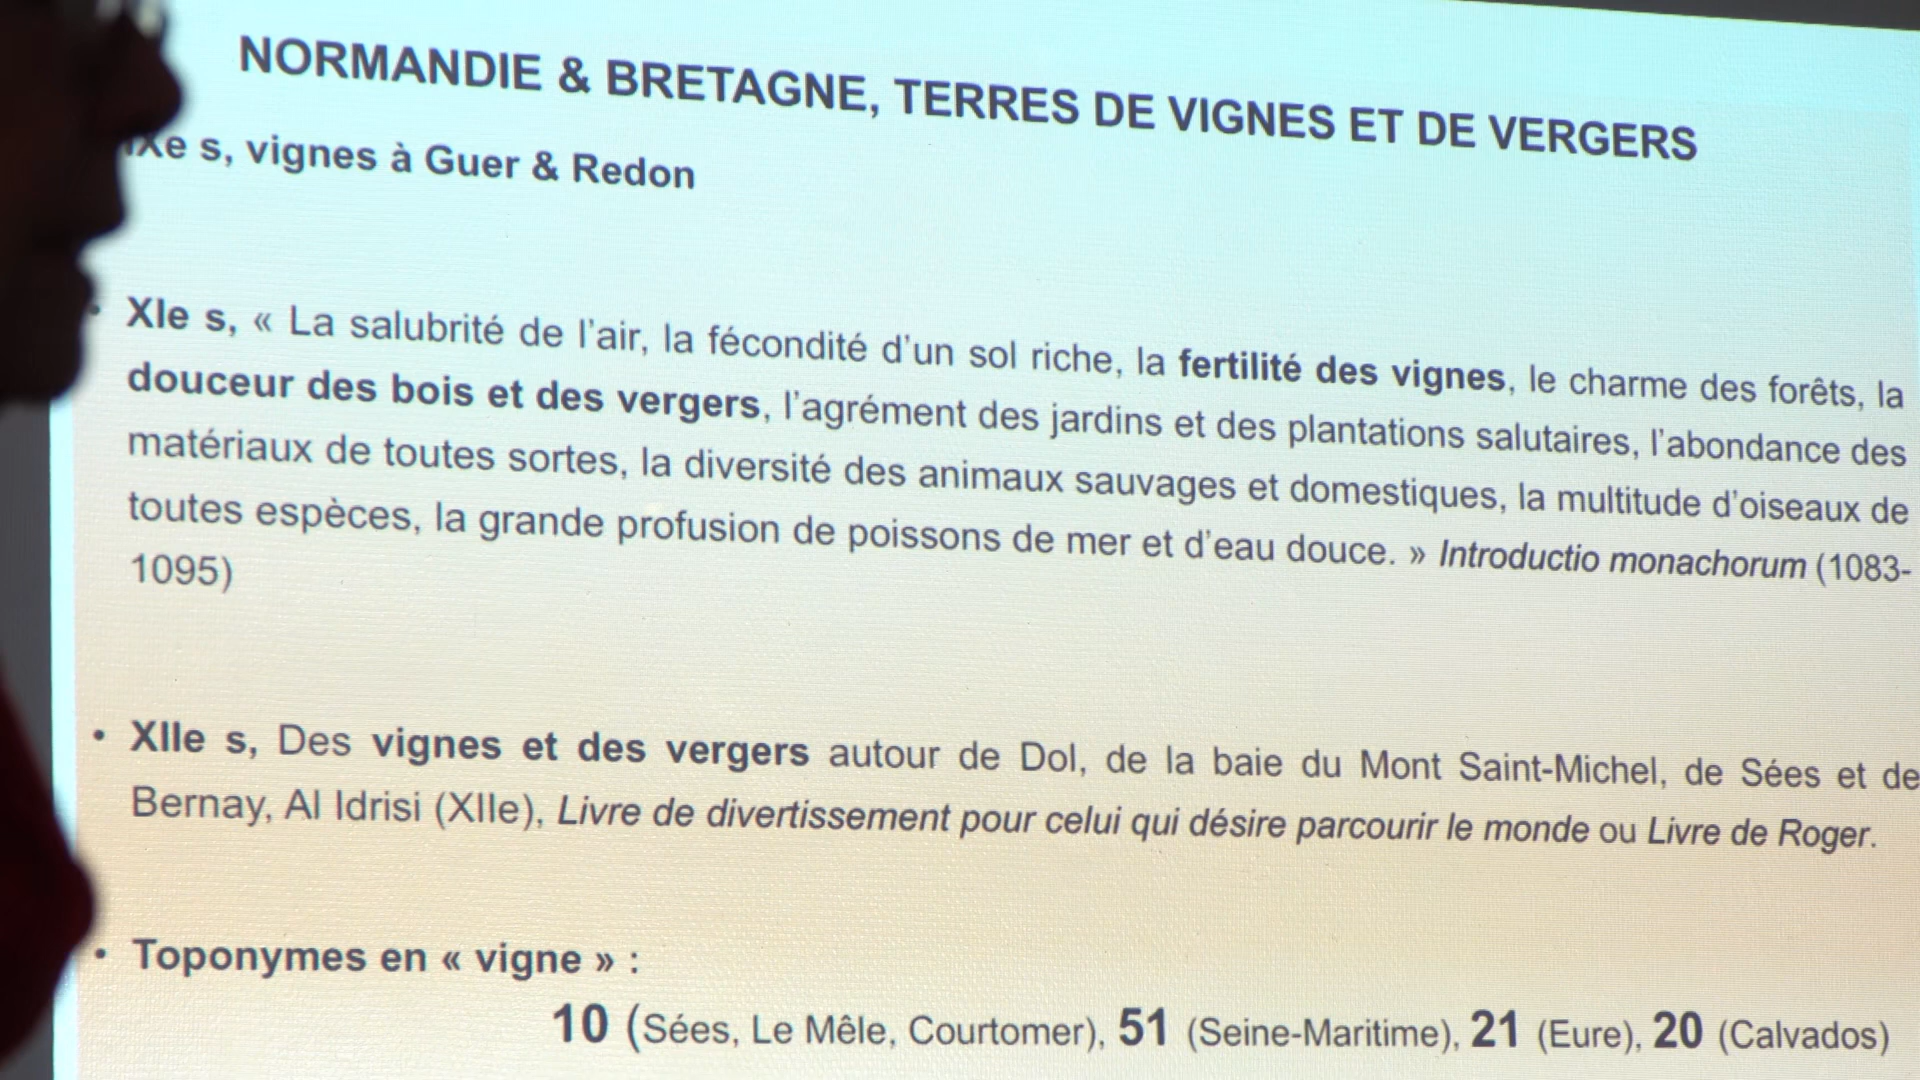 NORMANDIE & BRETAGNE, TERRES DE VIGNES ET DE VERGERS
IXe s, vignes à Guer & Redon
• XIe s, « La salubrité de l'air, la fécondité d'un sol riche, la fertilité des vignes, le charme des forêts, la
douceur des bois et des vergers, l'agrément des jardins et des plantations salutaires, l'abondance des
matériaux de toutes sortes, la diversité des animaux sauvages et domestiques, la multitude d'oiseaux de
toutes espèces, la grande profusion de poissons de mer et d'eau douce. » Introductio monachorum (1083-
1095)
• XIIe s, Des vignes et des vergers autour de Dol, de la baie du Mont Saint-Michel, de Sées et de
Bernay, Al Idrisi (XIIe), Livre de divertissement pour celui qui désire parcourir le monde ou Livre de Roger.
• Toponymes en « vigne » :
10 (Sées, Le Mêle, Courtomer), 51 (Seine-Maritime), 21 (Eure), 20 (Calvados)